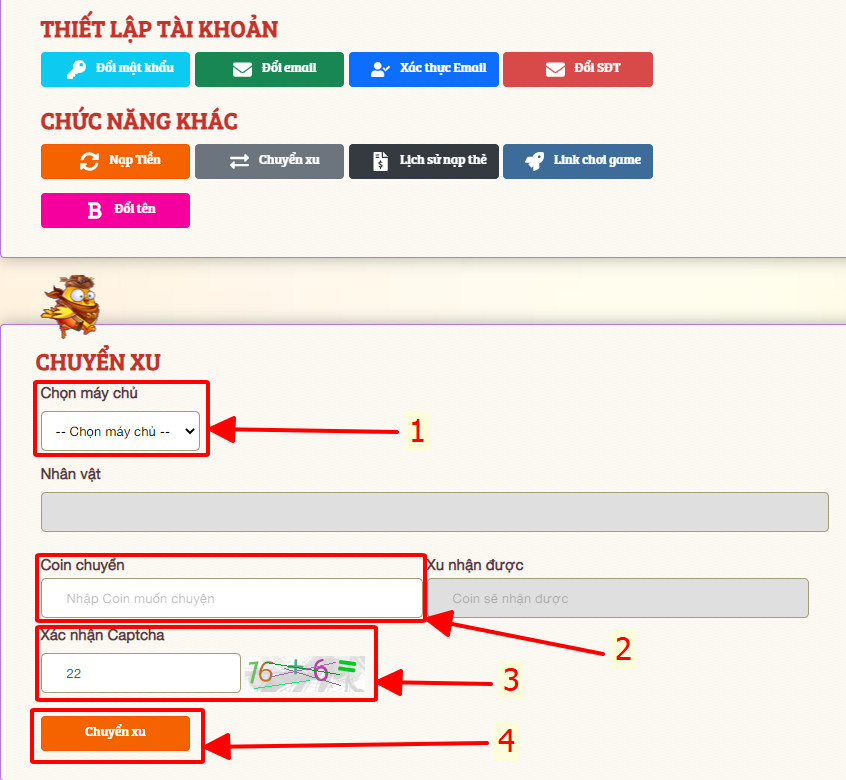 THIẾT LẬP TÀI KHOẢN
Đổi mật khẩu Đổi email Xác thực Email Đổi SĐT
CHỨC NĂNG KHÁC
Nạp Tiền Chuyển xu Lịch sử nạp thẻ Link chơi game
Đổi tên
CHUYỂN XU
Chọn máy chủ
-- Chọn máy chủ --
1
Nhân vật
Coin chuyển Xu nhận được
Nhập Coin muốn chuyện Coin sẽ nhận được
2
Xác nhận Captcha
22 16 + 6 =
3
Chuyển xu
4